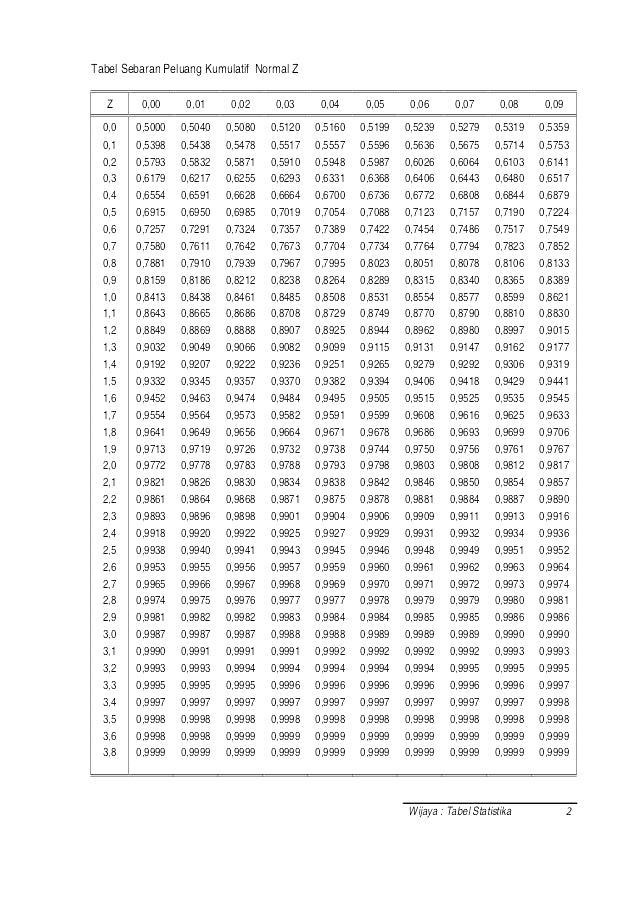 Tabel Sebaran Peluang Kumulatif Normal Z
Z 0,00 0,01 0,02 0,03 0,04 0,05 0,06 0,07 0,08 0,09
0,0 0,5000 0,5040 0,5080 0,5120 0,5160 0,5199 0,5239 0,5279 0,5319 0,5359
0,1 0,5398 0,5438 0,5478 0,5517 0,5557 0,5596 0,5636 0,5675 0,5714 0,5753
0,2 0,5793 0,5832 0,5871 0,5910 0,5948 0,5987 0,6026 0,6064 0,6103 0,6141
0,3 0,6179 0,6217 0,6255 0,6293 0,6331 0,6368 0,6406 0,6443 0,6480 0,6517
0,4 0,6554 0,6591 0,6628 0,6664 0,6700 0,6736 0,6772 0,6808 0,6844 0,6879
0,5 0,6915 0,6950 0,6985 0,7019 0,7054 0,7088 0,7123 0,7157 0,7190 0,7224
0,6 0,7257 0,7291 0,7324 0,7357 0,7389 0,7422 0,7454 0,7486 0,7517 0,7549
0,7 0,7580 0,7611 0,7642 0,7673 0,7704 0,7734 0,7764 0,7794 0,7823 0,7852
0,8 0,7881 0,7910 0,7939 0,7967 0,7995 0,8023 0,8051 0,8078 0,8106 0,8133
0,9 0,8159 0,8186 0,8212 0,8238 0,8264 0,8289 0,8315 0,8340 0,8365 0,8389
1,0 0,8413 0,8438 0,8461 0,8485 0,8508 0,8531 0,8554 0,8577 0,8599 0,8621
1,1 0,8643 0,8665 0,8686 0,8708 0,8729 0,8749 0,8770 0,8790 0,8810 0,8830
1,2 0,8849 0,8869 0,8888 0,8907 0,8925 0,8944 0,8962 0,8980 0,8997 0,9015
1,3 0,9032 0,9049 0,9066 0,9082 0,9099 0,9115 0,9131 0,9147 0,9162 0,9177
1,4 0,9192 0,9207 0,9222 0,9236 0,9251 0,9265 0,9279 0,9292 0,9306 0,9319
1,5 0,9332 0,9345 0,9357 0,9370 0,9382 0,9394 0,9406 0,9418 0,9429 0,9441
1,6 0,9452 0,9463 0,9474 0,9484 0,9495 0,9505 0,9515 0,9525 0,9535 0,9545
1,7 0,9554 0,9564 0,9573 0,9582 0,9591 0,9599 0,9608 0,9616 0,9625 0,9633
1,8 0,9641 0,9649 0,9656 0,9664 0,9671 0,9678 0,9686 0,9693 0,9699 0,9706
1,9 0,9713 0,9719 0,9726 0,9732 0,9738 0,9744 0,9750 0,9756 0,9761 0,9767
2,0 0,9772 0,9778 0,9783 0,9788 0,9793 0,9798 0,9803 0,9808 0,9812 0,9817
2,1 0,9821 0,9826 0,9830 0,9834 0,9838 0,9842 0,9846 0,9850 0,9854 0,9857
2,2 0,9861 0,9864 0,9868 0,9871 0,9875 0,9878 0,9881 0,9884 0,9887 0,9890
2,3 0,9893 0,9896 0,9898 0,9901 0,9904 0,9906 0,9909 0,9911 0,9913 0,9916
2,4 0,9918 0,9920 0,9922 0,9925 0,9927 0,9929 0,9931 0,9932 0,9934 0,9936
2,5 0,9938 0,9940 0,9941 0,9943 0,9945 0,9946 0,9948 0,9949 0,9951 0,9952
2,6 0,9953 0,9955 0,9956 0,9957 0,9959 0,9960 0,9961 0,9962 0,9963 0,9964
2,7 0,9965 0,9966 0,9967 0,9968 0,9969 0,9970 0,9971 0,9972 0,9973 0,9974
2,8 0,9974 0,9975 0,9976 0,9977 0,9977 0,9978 0,9979 0,9979 0,9980 0,9981
2,9 0,9981 0,9982 0,9982 0,9983 0,9984 0,9984 0,9985 0,9985 0,9986 0,9986
3,0 0,9987 0,9987 0,9987 0,9988 0,9988 0,9989 0,9989 0,9989 0,9990 0,9990
3,1 0,9990 0,9991 0,9991 0,9991 0,9992 0,9992 0,9992 0,9992 0,9993 0,9993
3,2 0,9993 0,9993 0,9994 0,9994 0,9994 0,9994 0,9994 0,9995 0,9995 0,9995
3,3 0,9995 0,9995 0,9995 0,9996 0,9996 0,9996 0,9996 0,9996 0,9996 0,9997
3,4 0,9997 0,9997 0,9997 0,9997 0,9997 0,9997 0,9997 0,9997 0,9997 0,9998
3,5 0,9998 0,9998 0,9998 0,9998 0,9998 0,9998 0,9998 0,9998 0,9998 0,9998
3,6 0,9998 0,9998 0,9999 0,9999 0,9999 0,9999 0,9999 0,9999 0,9999 0,9999
3,8 0,9999 0,9999 0,9999 0,9999 0,9999 0,9999 0,9999 0,9999 0,9999 0,9999
Wijaya : Tabel Statistika 2